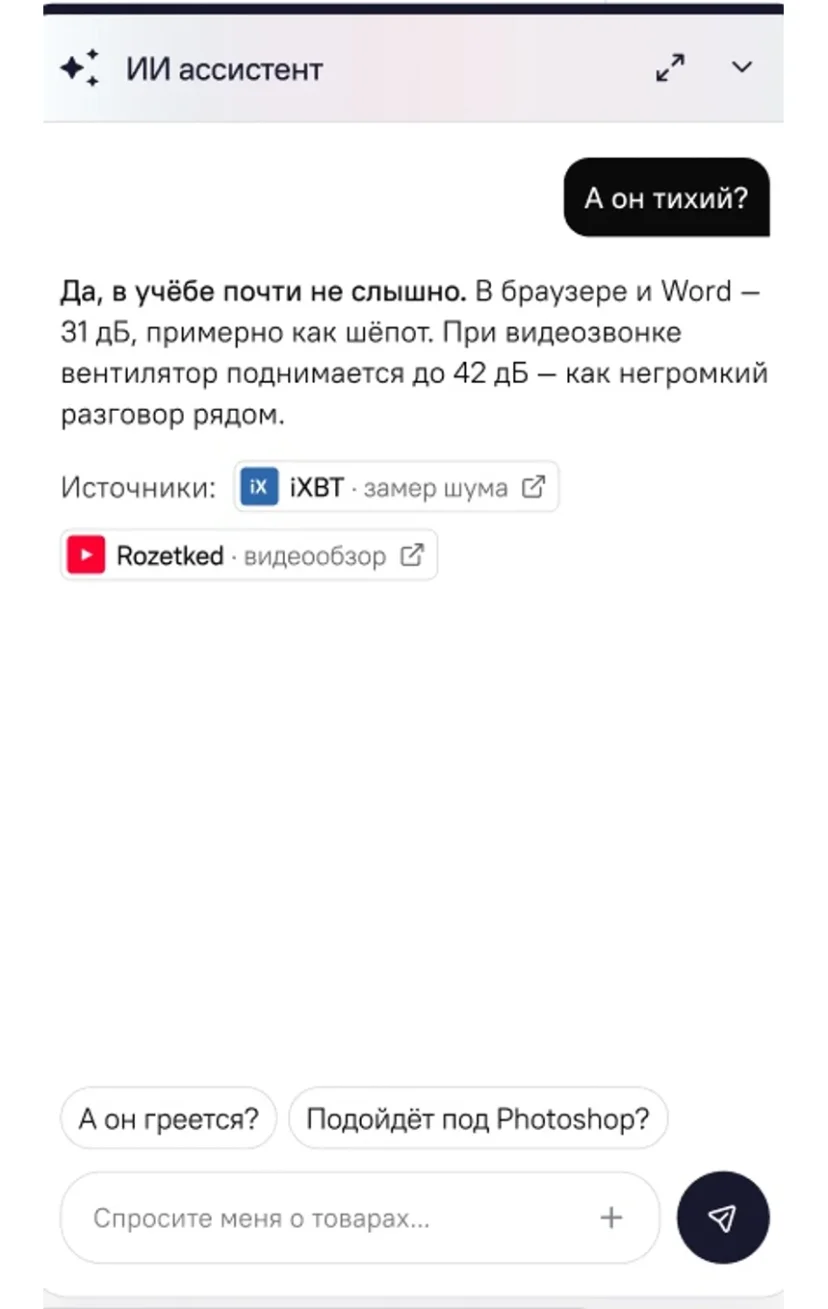 ИИ ассистент
А он тихий?
Да, в учёбе почти не слышно. В браузере и Word –
31 дБ, примерно как шёпот. При видеозвонке
вентилятор поднимается до 42 дБ – как негромкий
разговор рядом.
Источники: iX iXBT · замер шума
Rozetked · видеообзор
А он греется? Подойдёт под Photoshop?
Спросите меня о товарах...